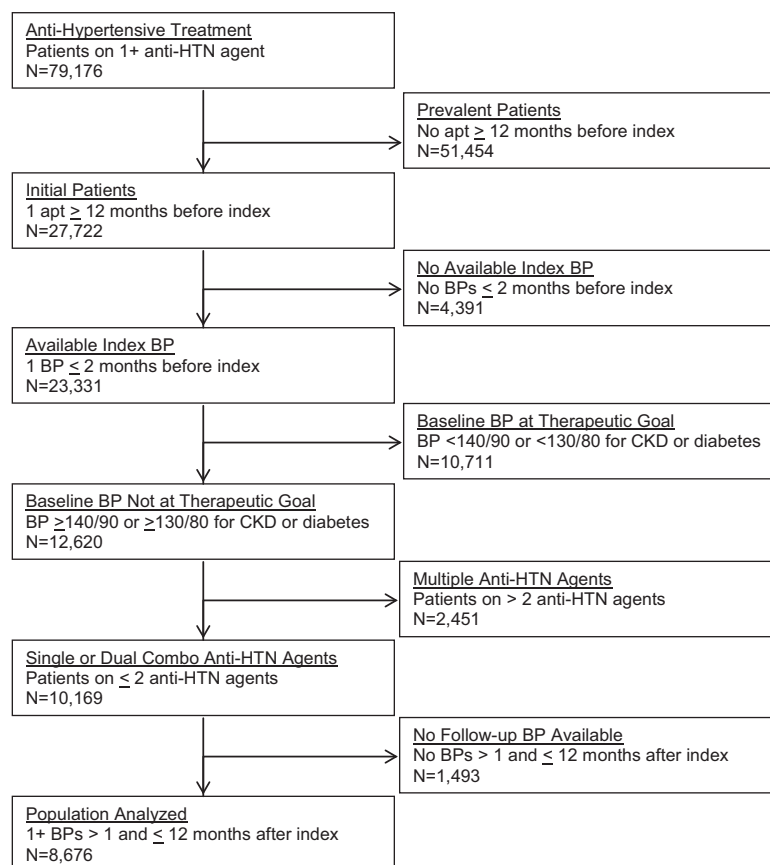 Anti-Hypertensive Treatment
Patients on 1+ anti-HTN agent
N=79,176
Prevalent Patients
No apt ≥ 12 months before index
N=51,454
Initial Patients
1 apt ≥ 12 months before index
N=27,722
No Available Index BP
No BPs ≤ 2 months before index
N=4,391
Available Index BP
1 BP ≤ 2 months before index
N=23,331
Baseline BP at Therapeutic Goal
BP <140/90 or <130/80 for CKD or diabetes
N=10,711
Baseline BP Not at Therapeutic Goal
BP ≥140/90 or ≥130/80 for CKD or diabetes
N=12,620
Multiple Anti-HTN Agents
Patients on > 2 anti-HTN agents
N=2,451
Single or Dual Combo Anti-HTN Agents
Patients on ≤ 2 anti-HTN agents
N=10,169
No Follow-up BP Available
No BPs > 1 and ≤ 12 months after index
N=1,493
Population Analyzed
1+ BPs > 1 and ≤ 12 months after index
N=8,676